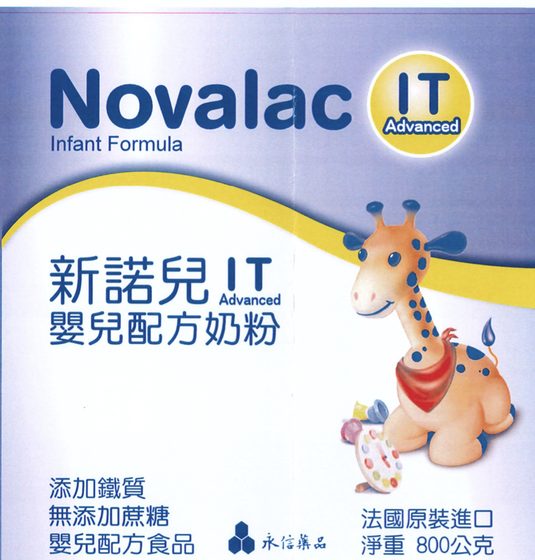 Novalac
IT
Advanced
Infant Formula
新諾兒 IT
Advanced
嬰兒配方奶粉
添加鐵質
無添加蔗糖
嬰兒配方食品
永信藥品
法國原裝進口
淨重 800公克